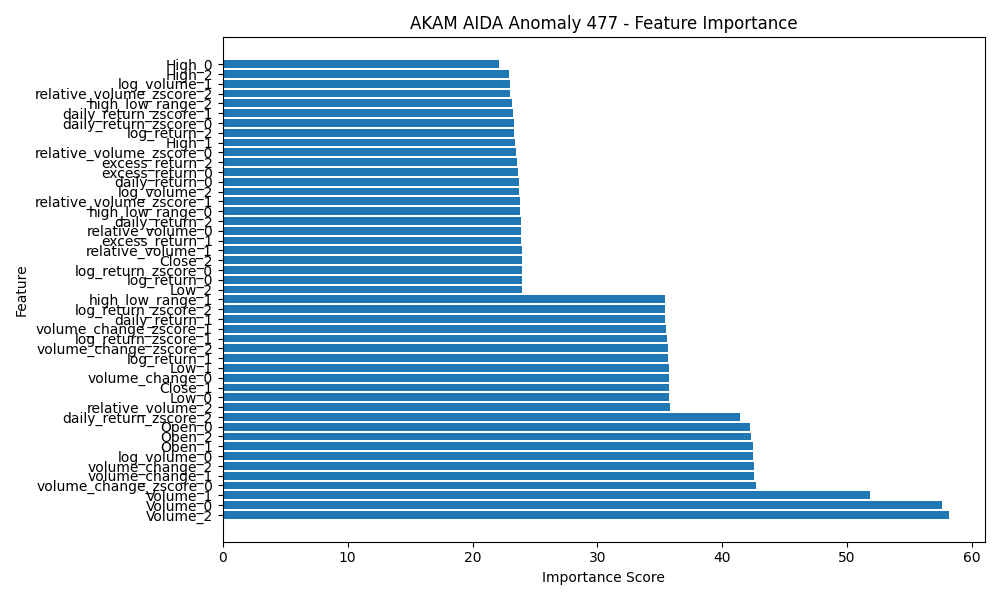 AKAM AIDA Anomaly 477 - Feature Importance
High_0
High_2
log_volume_1
relative_volume_zscore_2
high_low_range_2
daily_return_zscore_1
daily_return_zscore_0
log_return_2
High_1
relative_volume_zscore_0
excess_return_2
excess_return_0
daily_return_0
log_volume_2
relative_volume_zscore_1
high_low_range_0
daily_return_2
relative_volume_0
excess_return_1
relative_volume_1
Close_2
log_return_zscore_0
log_return_0
Low_2
high_low_range_1
log_return_zscore_2
daily_return_1
volume_change_zscore_1
log_return_zscore_1
volume_change_zscore_2
log_return_1
Low_1
volume_change_0
Close_1
Low_0
relative_volume_2
daily_return_zscore_2
Open_0
Open_2
Open_1
log_volume_0
volume_change_2
volume_change_1
volume_change_zscore_0
Volume_1
Volume_0
Volume_2
Feature
0 10 20 30 40 50 60
Importance Score